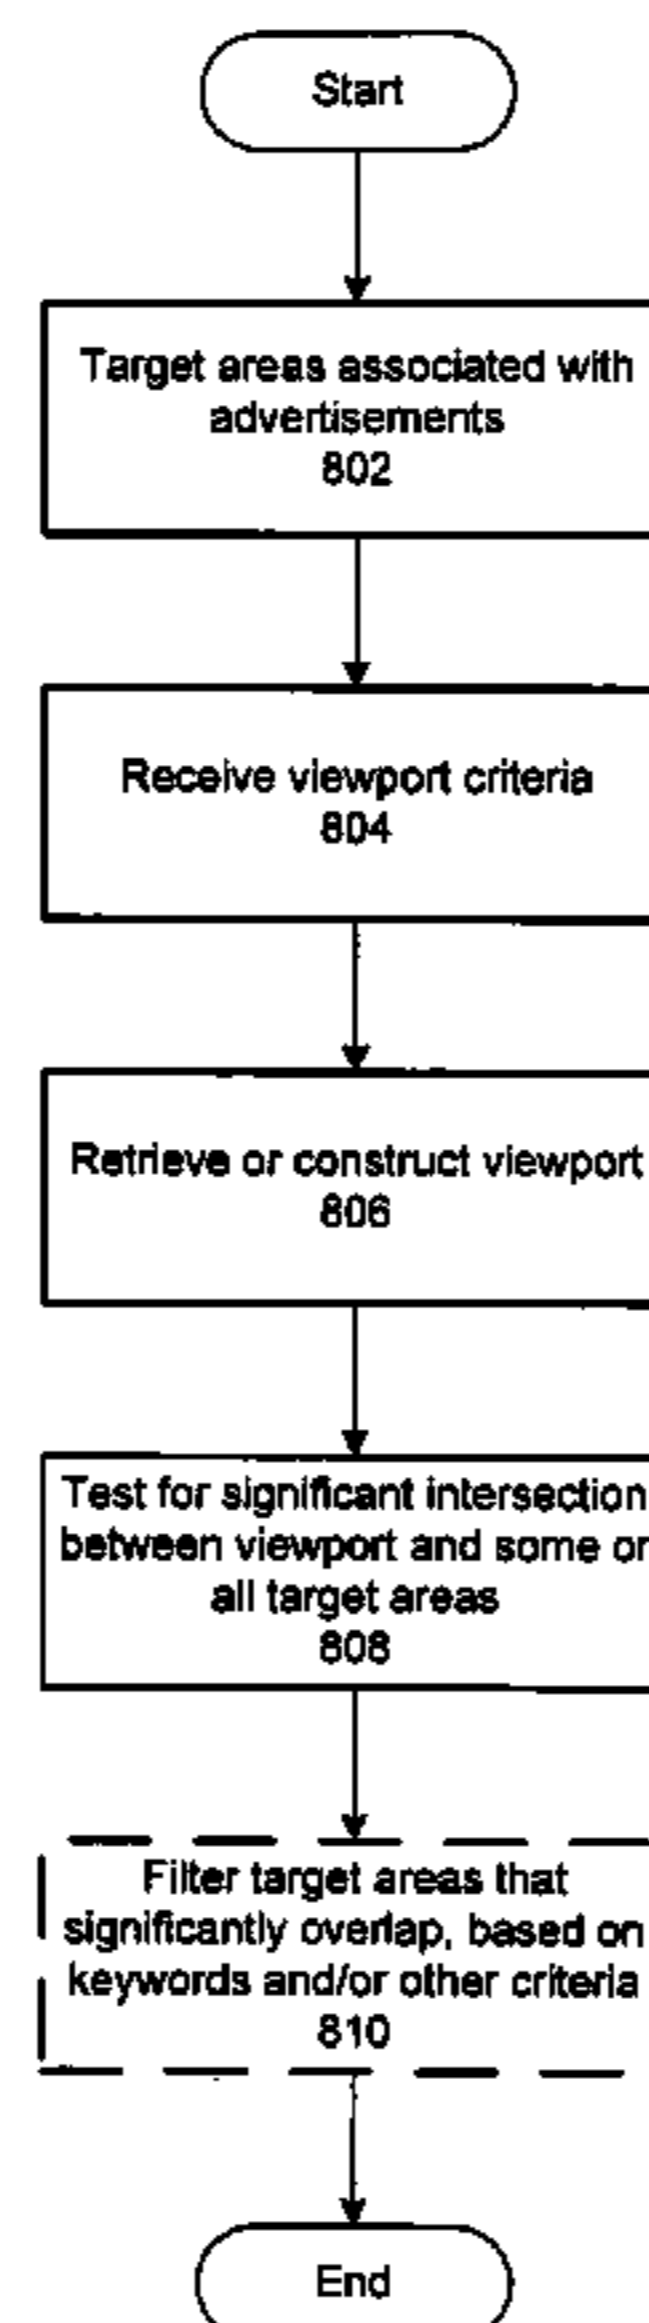 Start
Target areas associated with
advertisements
802
Receive viewport criteria
804
Retrieve or construct viewport
806
Test for significant intersection
between viewport and some or
all target areas
808
Filter target areas that
significantly overlap, based on
keywords and/or other criteria
810
End